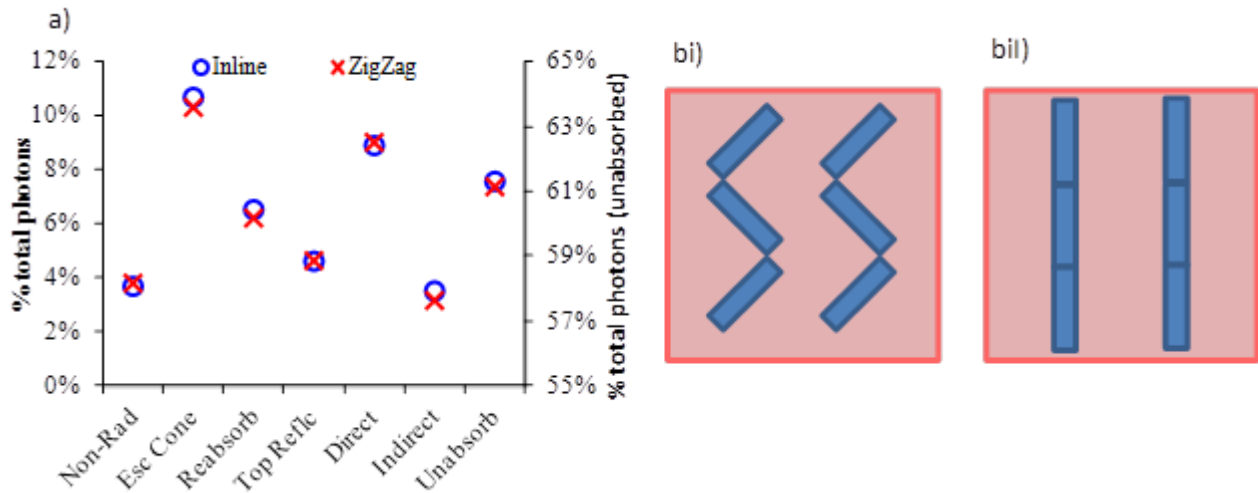 a)
12%
10%
8%
6%
4%
2%
0%
% total photons
Inline
ZigZag
65%
63%
61%
59%
57%
55%
% total photons (unabsorbed)
Non-Rad
Esc Cone
Reabsorb
Top Reflc
Direct
Indirect
Unabsorb
bi)
bii)